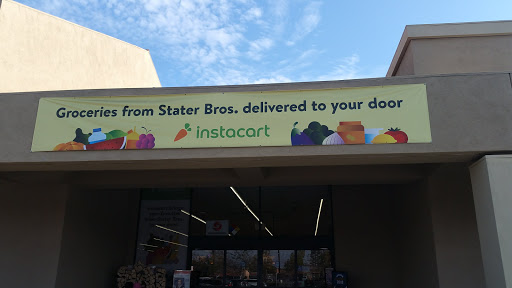 Groceries from Stater Bros. delivered to your door
instacart